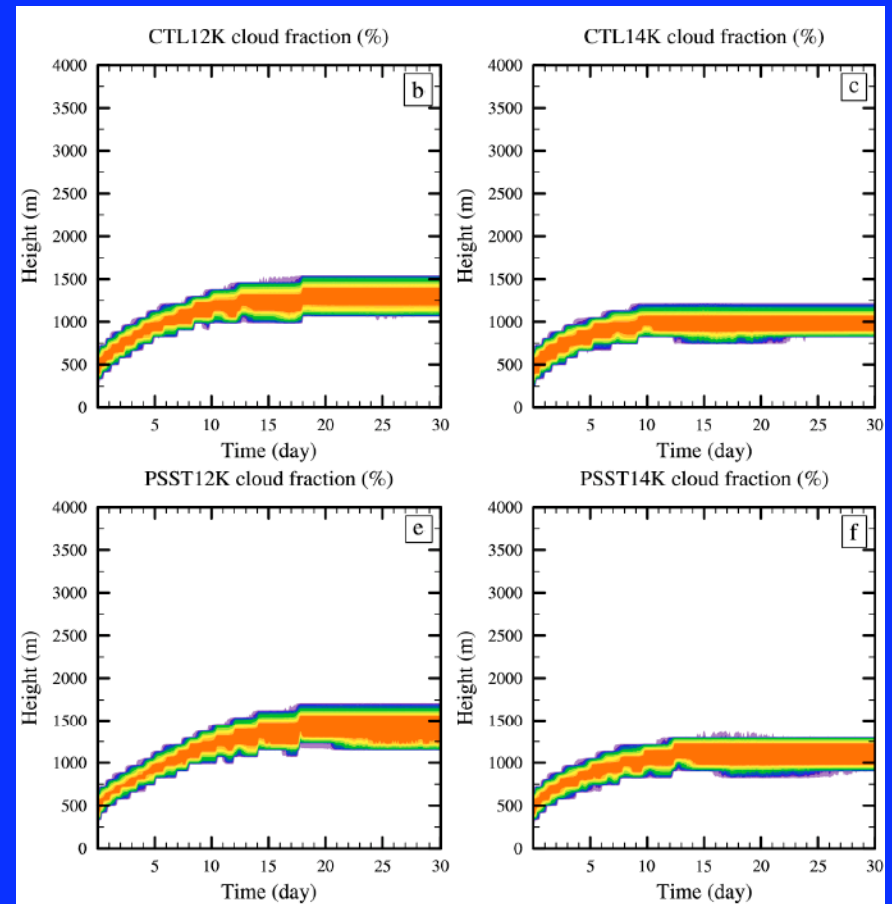 CTL12K cloud fraction (%)
b
Height (m)
4000
3500
3000
2500
2000
1500
1000
500
0
5 10 15 20 25 30
Time (day)
CTL14K cloud fraction (%)
c
Height (m)
4000
3500
3000
2500
2000
1500
1000
500
0
5 10 15 20 25 30
Time (day)
PSST12K cloud fraction (%)
e
Height (m)
4000
3500
3000
2500
2000
1500
1000
500
0
5 10 15 20 25 30
Time (day)
PSST14K cloud fraction (%)
f
Height (m)
4000
3500
3000
2500
2000
1500
1000
500
0
5 10 15 20 25 30
Time (day)